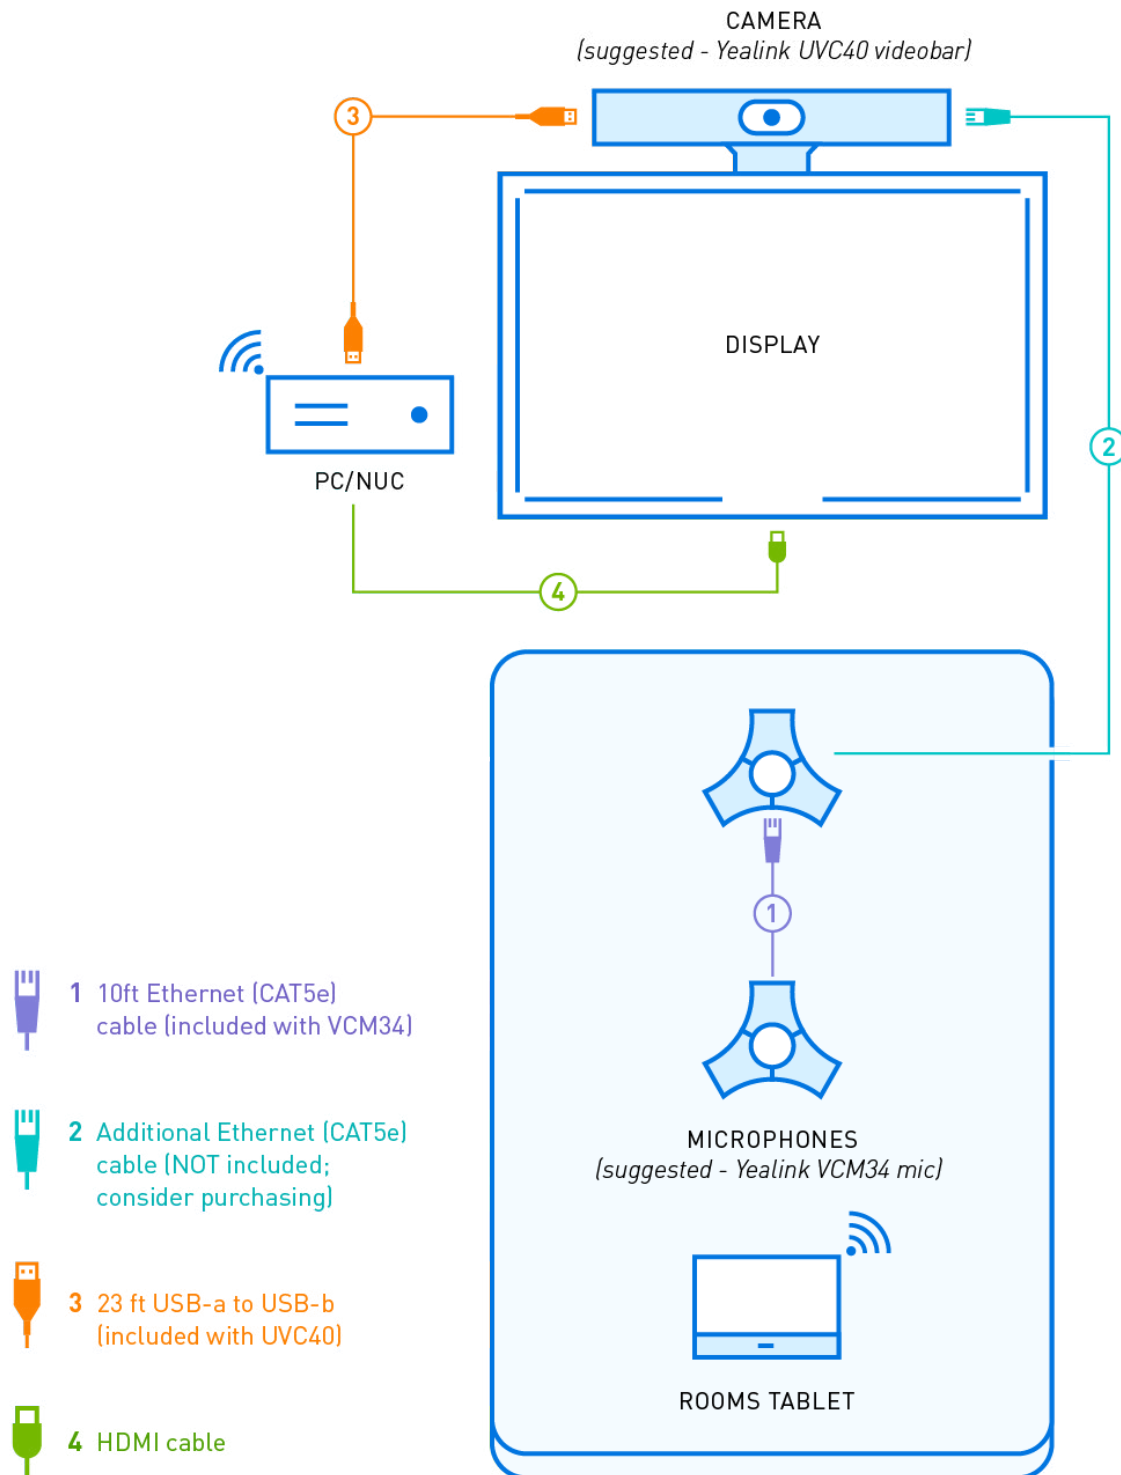 CAMERA
(suggested - Yealink UVC40 videobar)
3
DISPLAY
2
PC/NUC
4
1
MICROPHONES
(suggested - Yealink VCM34 mic)
ROOMS TABLET
1 10ft Ethernet (CAT5e)
cable (included with VCM34)
2 Additional Ethernet (CAT5e)
cable (NOT included;
consider purchasing)
3 23 ft USB-a to USB-b
(included with UVC40)
4 HDMI cable